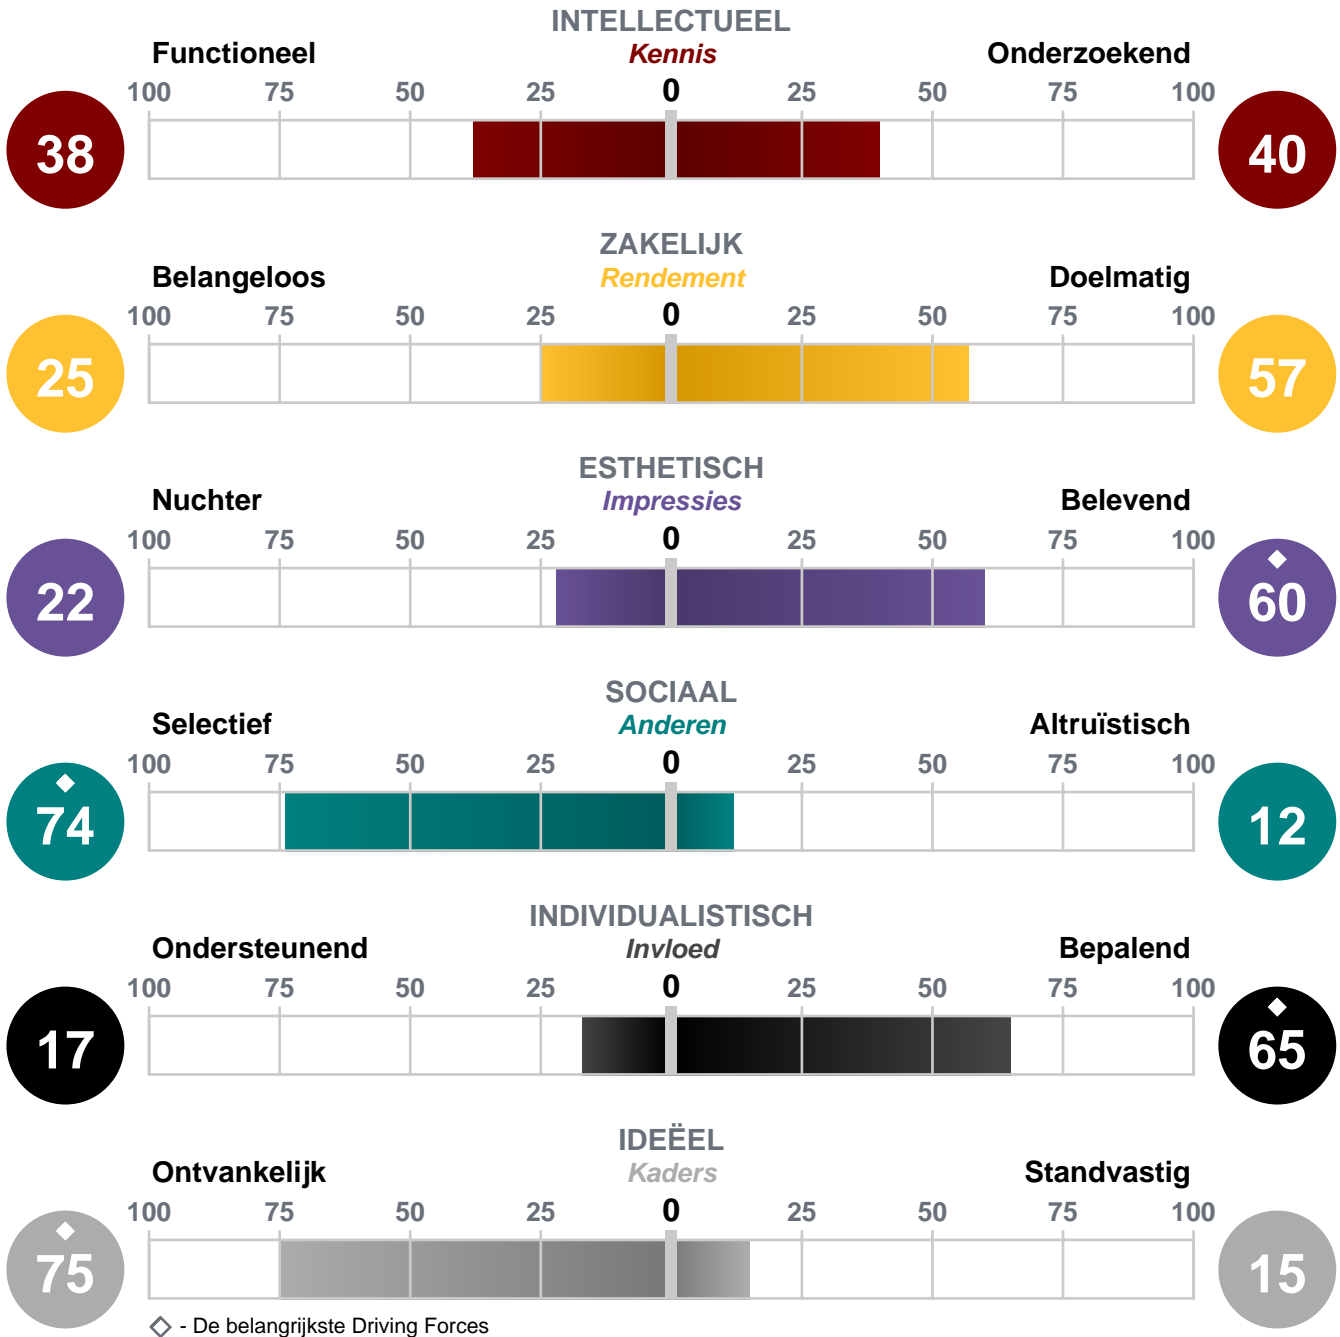 INTELLECTUEEL
Functioneel Kennis Onderzoekend
100 75 50 25 0 25 50 75 100
38 40
ZAKELIJK
Belangeloos Rendement Doelmatig
100 75 50 25 0 25 50 75 100
25 57
ESTHETISCH
Nuchter Impressies Belevend
100 75 50 25 0 25 50 75 100
22 60
SOCIAAL
Selectief Anderen Altruïstisch
100 75 50 25 0 25 50 75 100
74 12
INDIVIDUALISTISCH
Ondersteunend Invloed Bepalend
100 75 50 25 0 25 50 75 100
17 65
IDEËEL
Ontvankelijk Kaders Standvastig
100 75 50 25 0 25 50 75 100
75 15
- De belangrijkste Driving Forces